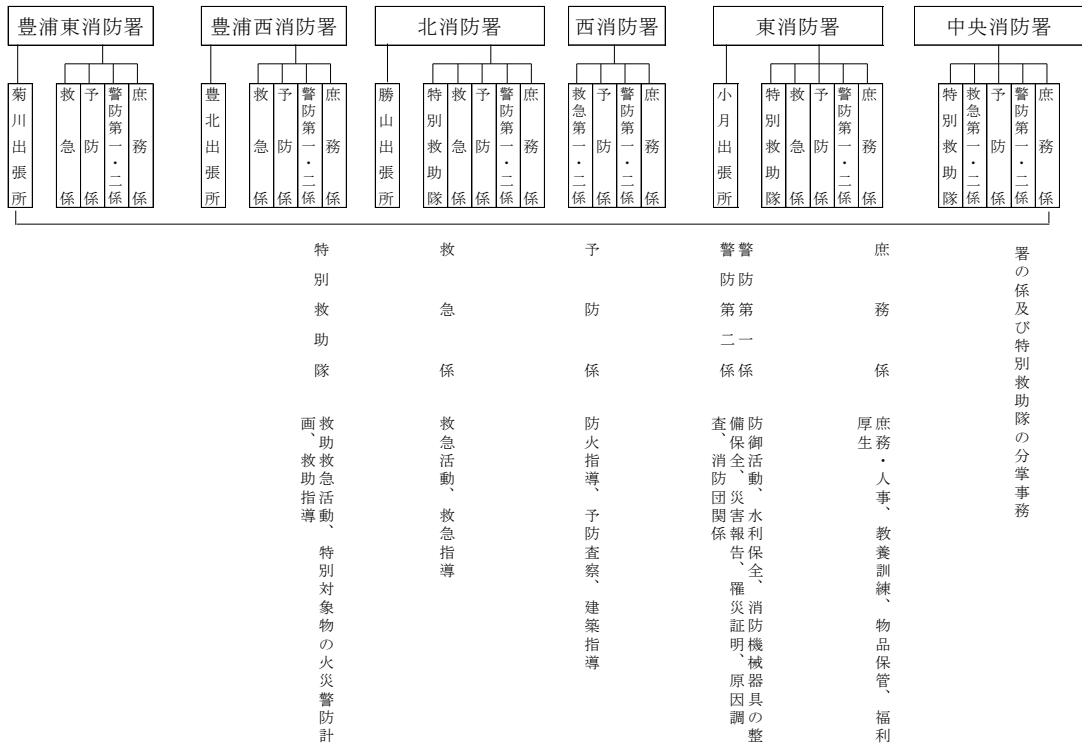 中央消防署
庶務係
警防第一・二係
予防係
救急第一・二係
特別救助隊
東消防署
庶務係
警防第一・二係
予防係
救急係
特別救助隊
小月出張所
西消防署
庶務係
警防第一・二係
予防係
救急第一・二係
北消防署
庶務係
警防第一・二係
予防係
救急係
特別救助隊
勝山出張所
豊浦西消防署
庶務係
警防第一・二係
予防係
救急係
豊北出張所
豊浦東消防署
庶務係
警防第一・二係
予防係
救急係
菊川出張所
署の係及び特別救助隊の分掌事務
庶務係
庶務・人事、教養訓練、物品保管、福利
厚生
警防第一係
警防第二係
防御活動、水利保全、消防機械器具の整
備保全、災害報告、罹災証明、原因調
査、消防団関係
予防係
防火指導、予防査察、建築指導
救急係
救急活動、救急指導
特別救助隊
救助救急活動、特別対象物の火災警防計
画、救助指導